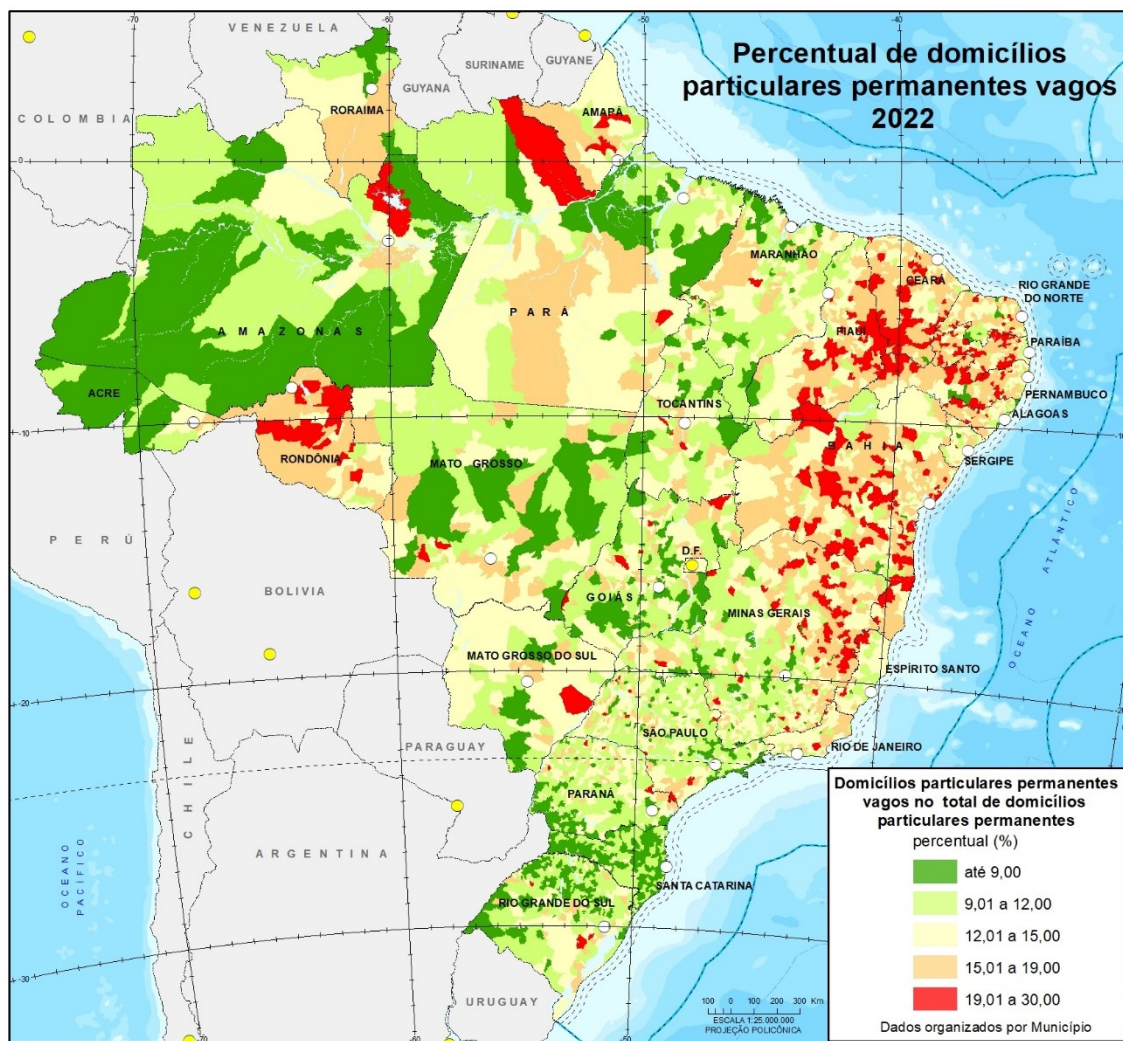 Percentual de domicílios
particulares permanentes vagos
2022
-70
-60
-50
-40
VENEZUELA
SURINAME
GUYANE
GUYANA
COLOMBIA
RORAIMA
AMAPÁ
0
MARANHÃO
CEARÁ
RIO GRANDE
DO NORTE
PARÁ
AMAZONAS
PIAUÍ
PARAÍBA
ACRE
TOCANTINS
PERNAMBUCO
ALAGOAS
-10
-10
RONDÔNIA
MATO GROSSO
BAHIA
SERGIPE
PERÚ
ATLÂNTICO
D.F.
BOLIVIA
GOIÁS
MINAS GERAIS
OCEANO
MATO GROSSO DO SUL
ESPÍRITO SANTO
-20
-20
SÃO PAULO
PARAGUAY
RIO DE JANEIRO
CHILE
PARANÁ
ARGENTINA
OCEANO
PACÍFICO
SANTA CATARINA
RIO GRANDE DO SUL
-30
URUGUAY
100 0 100 200 300 Km
ESCALA 1:25.000.000
PROJEÇÃO POLICÔNICA
-70
-60
-50
Domicílios particulares permanentes
vagos no total de domicílios
particulares permanentes
percentual (%)
até 9,00
9,01 a 12,00
12,01 a 15,00
15,01 a 19,00
19,01 a 30,00
Dados organizados por Município